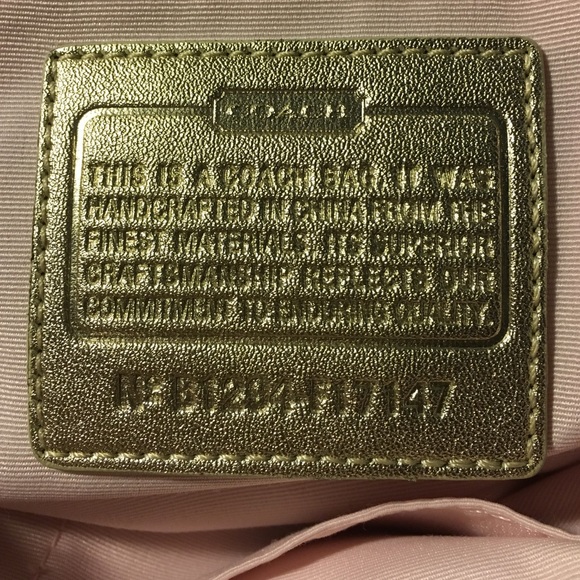 COACH
THIS IS A COACH BAG. IT WAS
HANDCRAFTED IN CHINA FROM THE
FINEST MATERIALS. ITS SUPERIOR
CRAFTSMANSHIP REFLECTS OUR
COMMITMENT TO ENDURING QUALITY.
Nº B1294-F17147